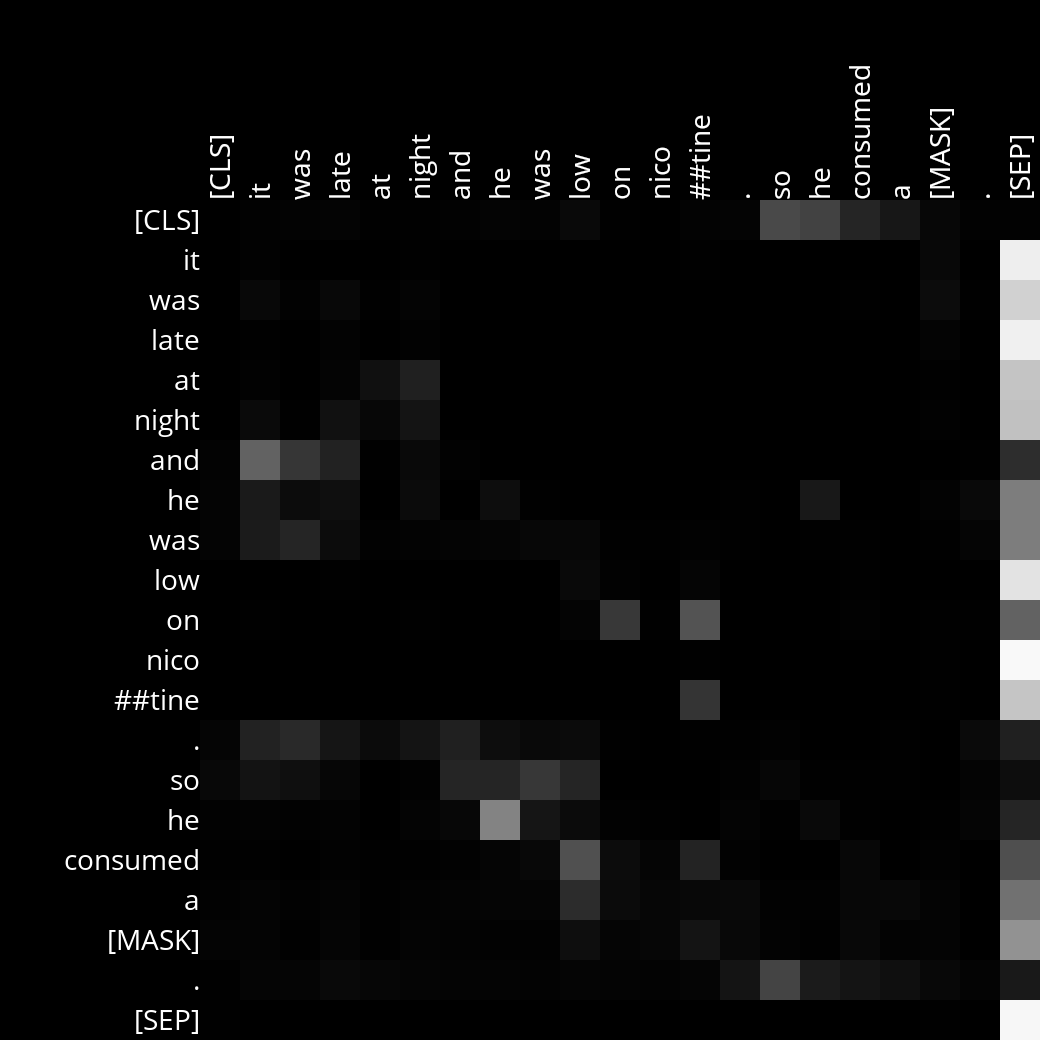 [CLS] it was late at night and he was low on nico ##tine . so he consumed a [MASK] . [SEP]
[CLS]
it
was
late
at
night
and
he
was
low
on
nico
##tine
.
so
he
consumed
a
[MASK]
.
[SEP]